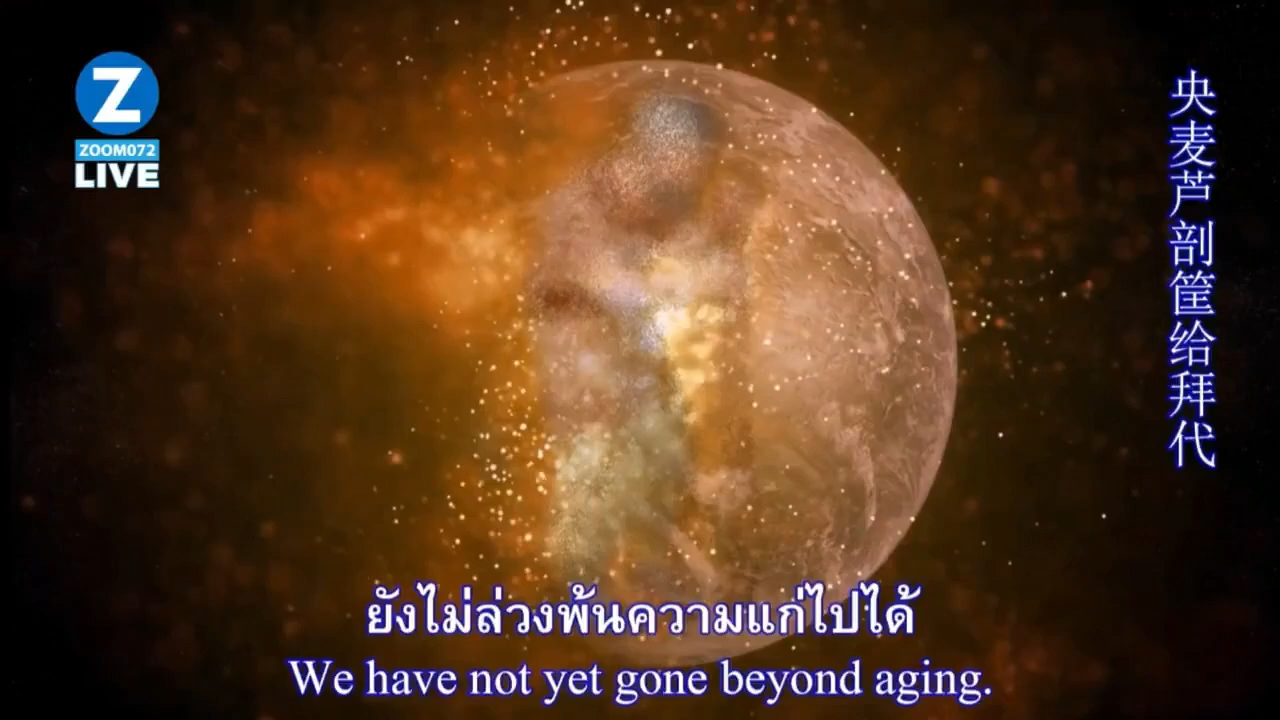 Z
ZOOM072
LIVE
央麦芦剖筐给拜代
ยังไม่ล่วงพ้นความแก่ไปได้
We have not yet gone beyond aging.